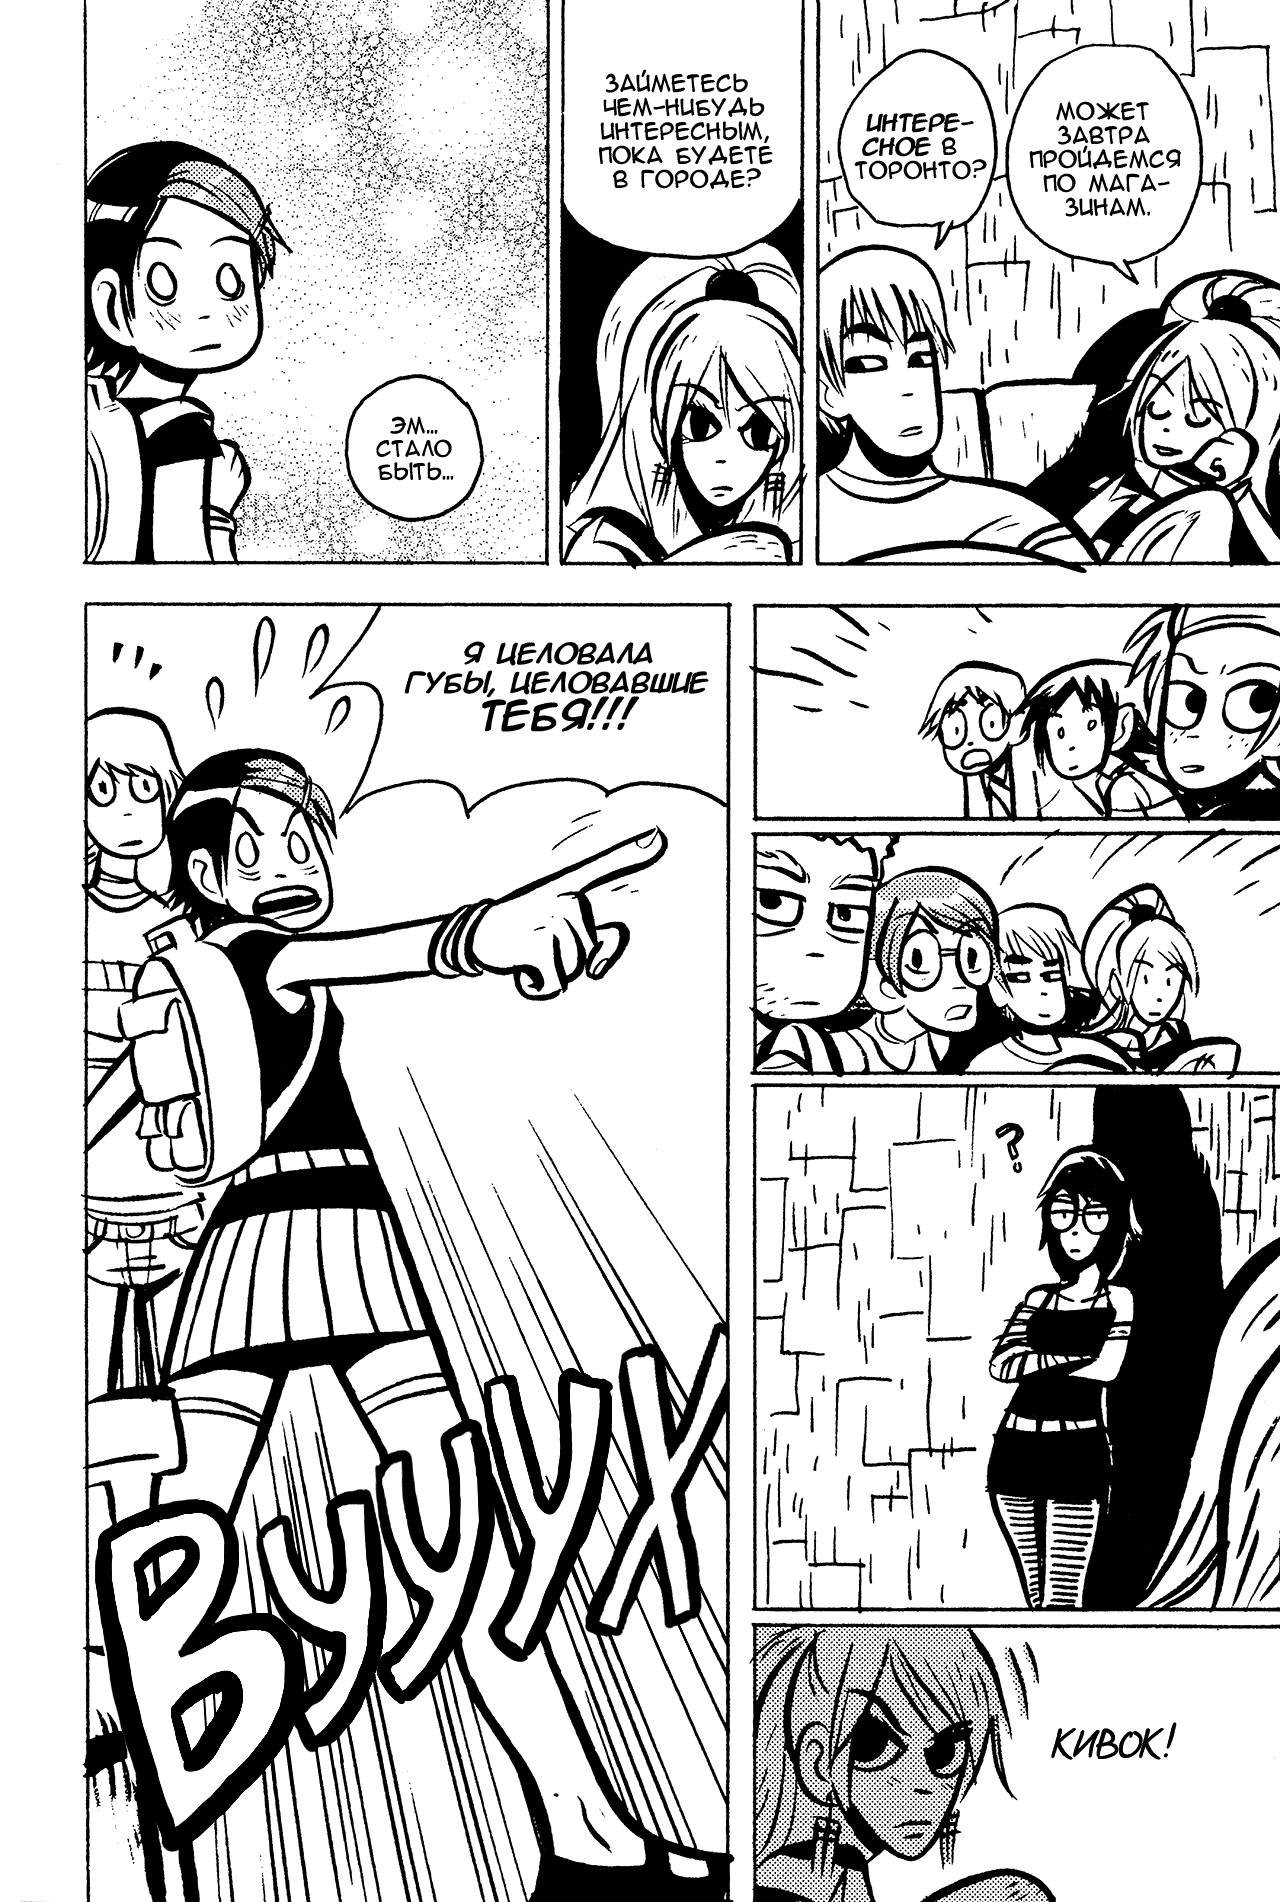 ЭМ...
СТАЛО
БЫТЬ...
ЗАЙМЕТЕСЬ
ЧЕМ-НИБУДЬ
ИНТЕРЕСНЫМ,
ПОКА БУДЕТЕ
В ГОРОДЕ?
ИНТЕРЕ-
СНОЕ В
ТОРОНТО?
МОЖЕТ
ЗАВТРА
ПРОЙДЕМСЯ
ПО МАГА-
ЗИНАМ.
Я ЦЕЛОВАЛА
ГУБЫ, ЦЕЛОВАВШИЕ
ТЕБЯ!!!
ВУУУХ
?
КИВОК!